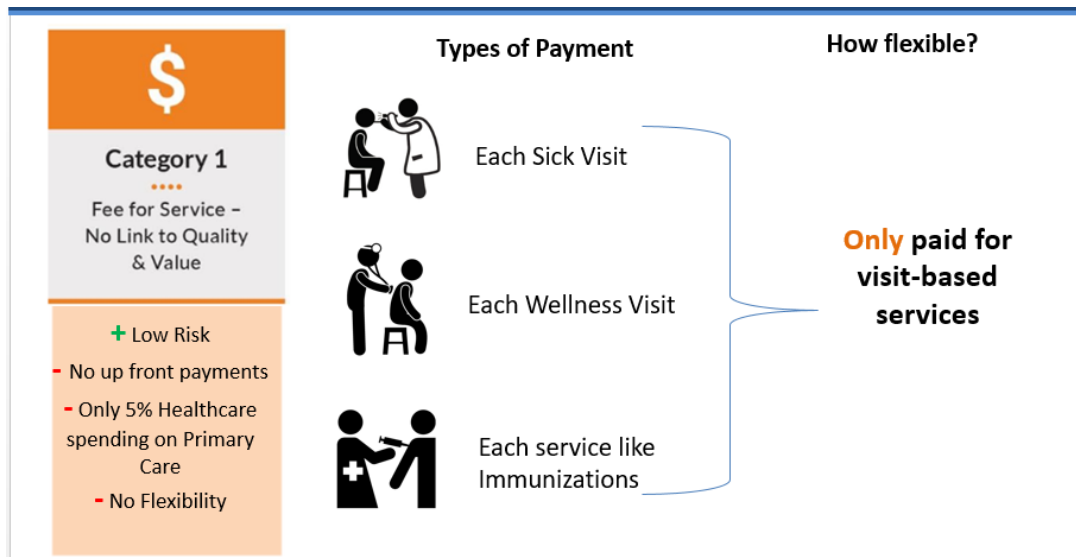 $
Category 1
Fee for Service –
No Link to Quality
& Value
+ Low Risk
- No up front payments
- Only 5% Healthcare
spending on Primary
Care
- No Flexibility
Types of Payment
Each Sick Visit
Each Wellness Visit
Each service like
Immunizations
How flexible?
Only paid for
visit-based
services